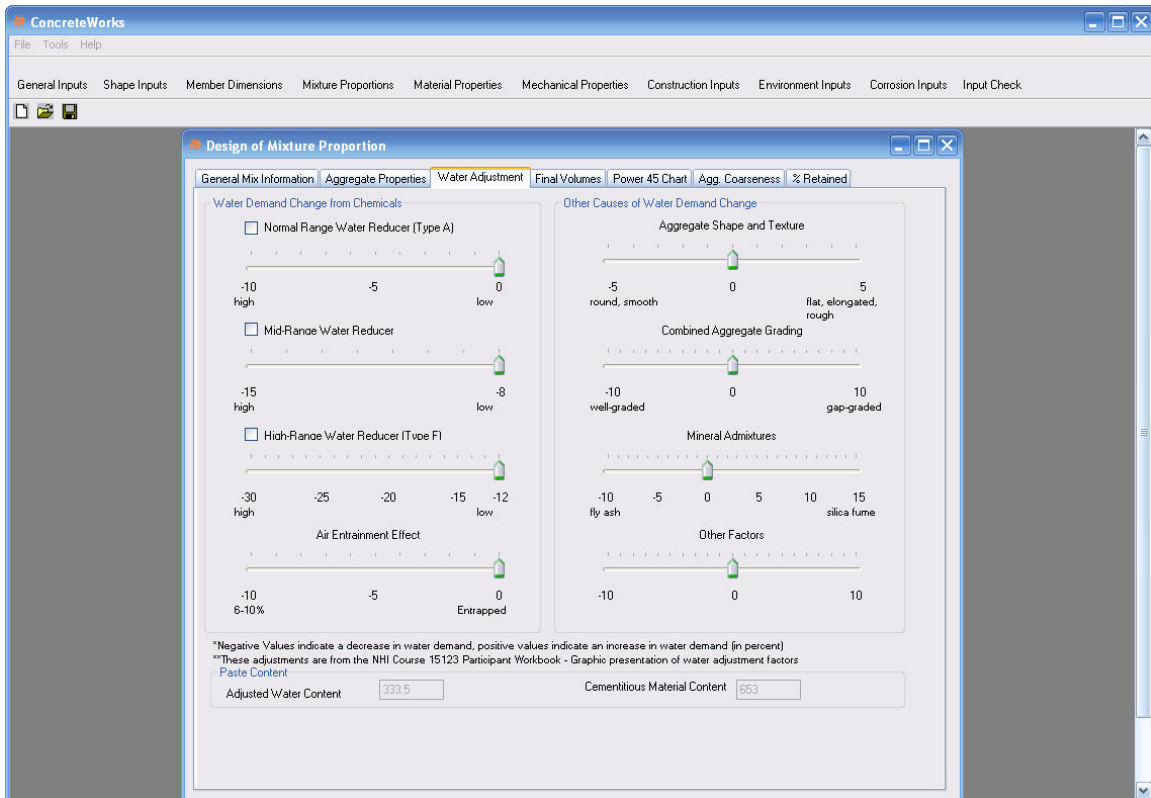 ConcreteWorks
File Tools Help
General Inputs Shape Inputs Member Dimensions Mixture Proportions Material Properties Mechanical Properties Construction Inputs Environment Inputs Corrosion Inputs Input Check
Design of Mixture Proportion
General Mix Information Aggregate Properties Water Adjustment Final Volumes Power 45 Chart Agg. Coarseness % Retained
Water Demand Change from Chemicals
Normal Range Water Reducer (Type A)
-10 -5 0
high low
Mid-Range Water Reducer
-15 -8
high low
High-Range Water Reducer (Type F)
-30 -25 -20 -15 -12
high low
Air Entrainment Effect
-10 -5 0
6-10% Entrapped
Other Causes of Water Demand Change
Aggregate Shape and Texture
-5 0 5
round, smooth flat, elongated,
rough
Combined Aggregate Grading
-10 0 10
well-graded gap-graded
Mineral Admixtures
-10 -5 0 5 10 15
fly ash silica fume
Other Factors
-10 0 10
*Negative Values indicate a decrease in water demand, positive values indicate an increase in water demand (in percent)
**These adjustments are from the NHI Course 15123 Participant Workbook - Graphic presentation of water adjustment factors
Paste Content
Adjusted Water Content 333.5 Cementitious Material Content 653